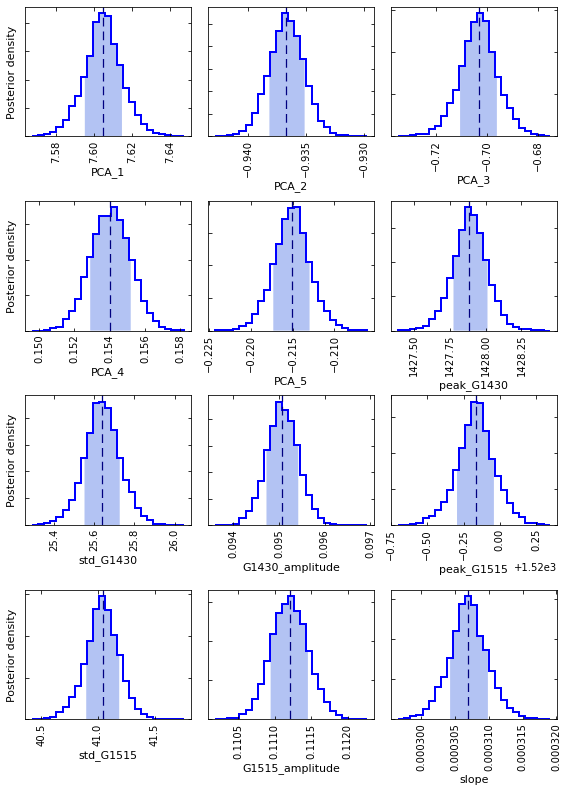 Posterior density
7.58 7.60 7.62 7.64
PCA_1
−0.940 −0.935 −0.930
PCA_2
−0.72 −0.70 −0.68
PCA_3
Posterior density
0.150 0.152 0.154 0.156 0.158
PCA_4
−0.225 −0.220 −0.215 −0.210
PCA_5
1427.50 1427.75 1428.00 1428.25
peak_G1430
Posterior density
25.4 25.6 25.8 26.0
std_G1430
0.094 0.095 0.096 0.097
G1430_amplitude
−0.75 −0.50 −0.25 0.00 0.25
peak_G1515 +1.52e3
Posterior density
40.5 41.0 41.5
std_G1515
0.1105 0.1110 0.1115 0.1120
G1515_amplitude
0.000300 0.000305 0.000310 0.000315 0.000320
slope